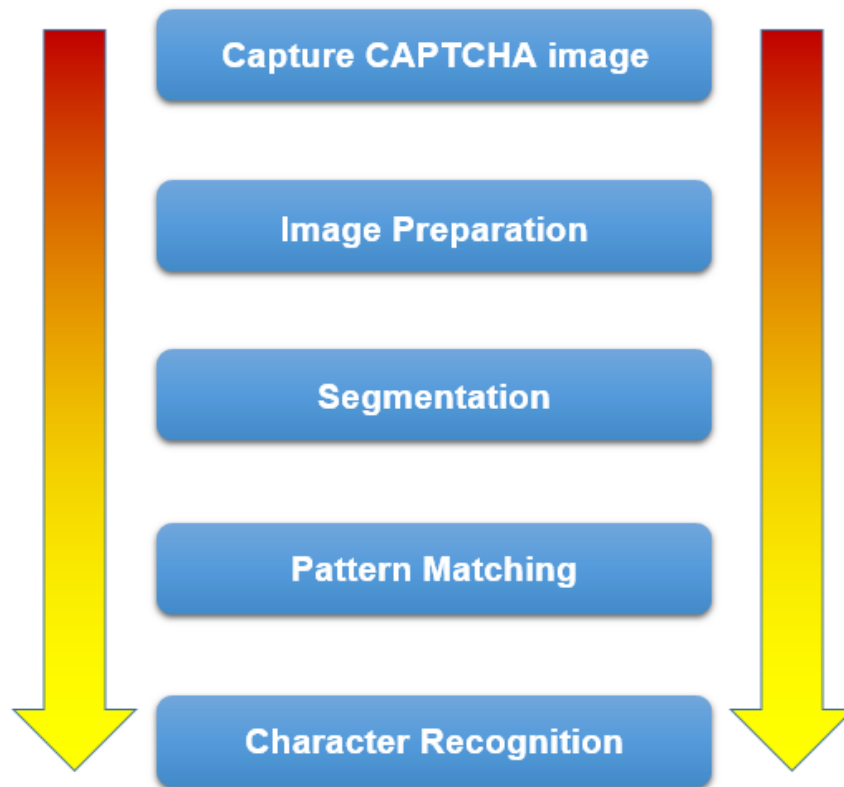 Capture CAPTCHA image
Image Preparation
Segmentation
Pattern Matching
Character Recognition